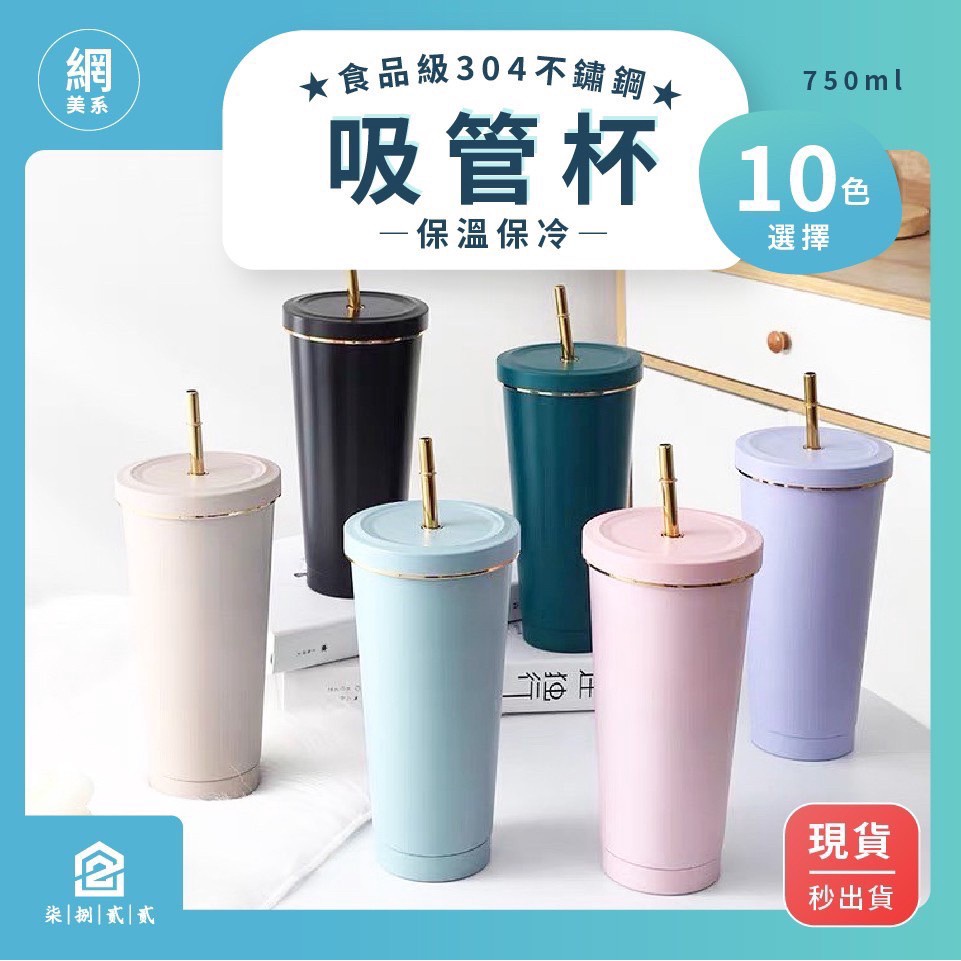 網
美系
★食品級304不鏽鋼★
吸管杯
—保溫保冷—
750ml
10色
選擇
現貨
秒出貨
柒|捌|貳|貳